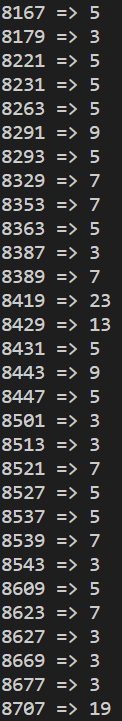 8167 => 5
8179 => 3
8221 => 5
8231 => 5
8263 => 5
8291 => 9
8293 => 5
8329 => 7
8353 => 7
8363 => 5
8387 => 3
8389 => 7
8419 => 23
8429 => 13
8431 => 5
8443 => 9
8447 => 5
8501 => 3
8513 => 3
8521 => 7
8527 => 5
8537 => 5
8539 => 7
8543 => 3
8609 => 5
8623 => 7
8627 => 3
8669 => 3
8677 => 3
8707 => 19